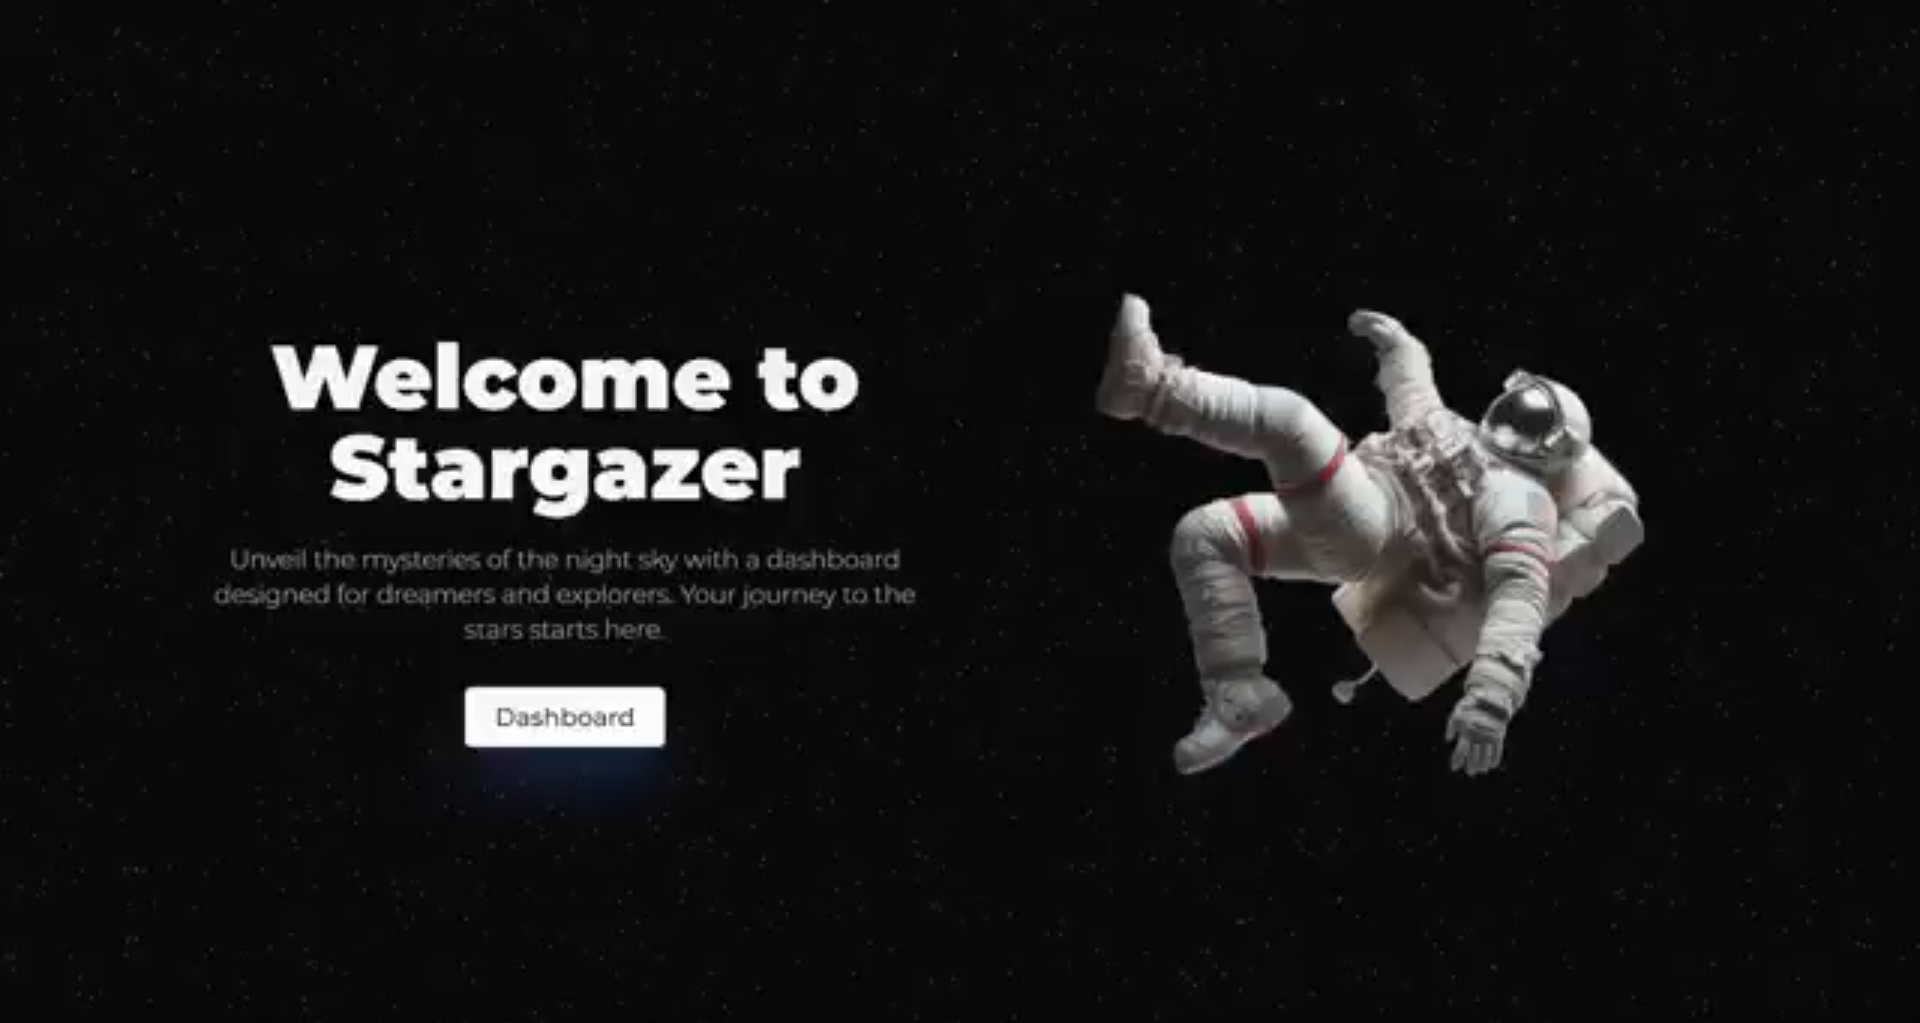 Welcome to
Stargazer
Unveil the mysteries of the night sky with a dashboard
designed for dreamers and explorers. Your journey to the
stars starts here.
Dashboard